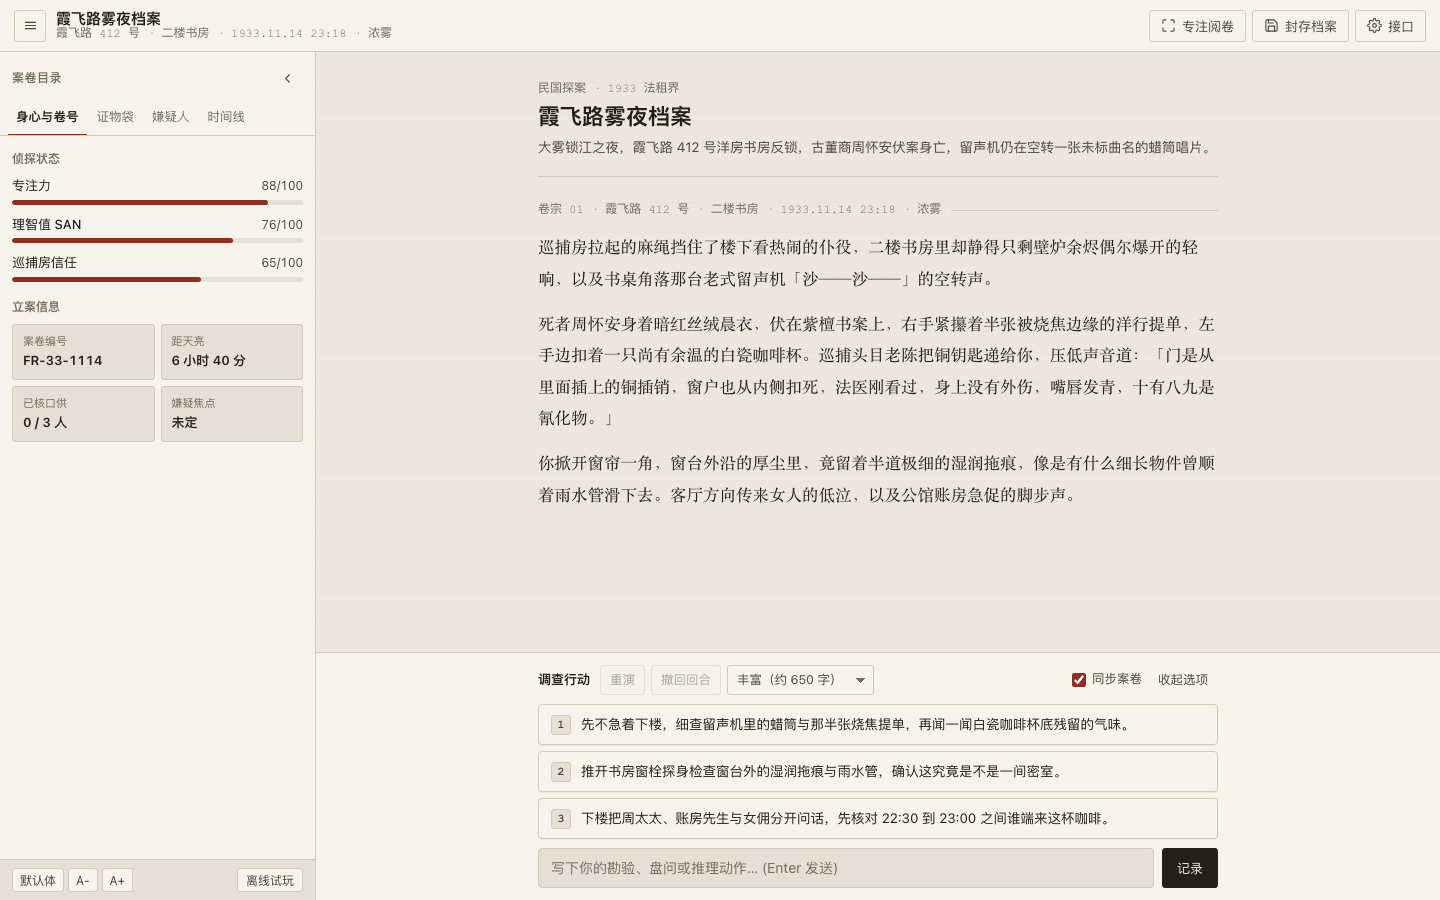 霞飞路雾夜档案
霞飞路 412 号 · 二楼书房 · 1933.11.14 23:18 · 浓雾
专注阅卷
封存档案
接口
案卷目录
身心与卷号
证物袋
嫌疑人
时间线
侦探状态
专注力 88/100
理智值 SAN 76/100
巡捕房信任 65/100
立案信息
案卷编号
FR-33-1114
距天亮
6 小时 40 分
已核口供
0 / 3 人
嫌疑焦点
未定
默认体
A-
A+
离线试玩
民国探案 · 1933 法租界
霞飞路雾夜档案
大雾锁江之夜，霞飞路 412 号洋房书房反锁，古董商周怀安伏案身亡，留声机仍在空转一张未标曲名的蜡筒唱片。
卷宗 01 · 霞飞路 412 号 · 二楼书房 · 1933.11.14 23:18 · 浓雾
巡捕房拉起的麻绳挡住了楼下看热闹的仆役，二楼书房里却静得只剩壁炉余烬偶尔爆开的轻
响，以及书桌角落那台老式留声机「沙——沙——」的空转声。
死者周怀安身着暗红丝绒晨衣，伏在紫檀书案上，右手紧攥着半张被烧焦边缘的洋行提单，左
手边扣着一只尚有余温的白瓷咖啡杯。巡捕头目老陈把铜钥匙递给你，压低声音道：「门是从
里面插上的铜插销，窗户也从内侧扣死，法医刚看过，身上没有外伤，嘴唇发青，十有八九是
氰化物。」
你掀开窗帘一角，窗台外沿的厚尘里，竟留着半道极细的湿润拖痕，像是有什么细长物件曾顺
着雨水管滑下去。客厅方向传来女人的低泣，以及公馆账房急促的脚步声。
调查行动
重演
撤回回合
丰富（约 650 字）
同步案卷
收起选项
1 先不急着下楼，细查留声机里的蜡筒与那半张烧焦提单，再闻一闻白瓷咖啡杯底残留的气味。
2 推开书房窗栓探身检查窗台外的湿润拖痕与雨水管，确认这究竟是不是一间密室。
3 下楼把周太太、账房先生与女佣分开问话，先核对 22:30 到 23:00 之间谁端来这杯咖啡。
写下你的勘验、盘问或推理动作... (Enter 发送)
记录